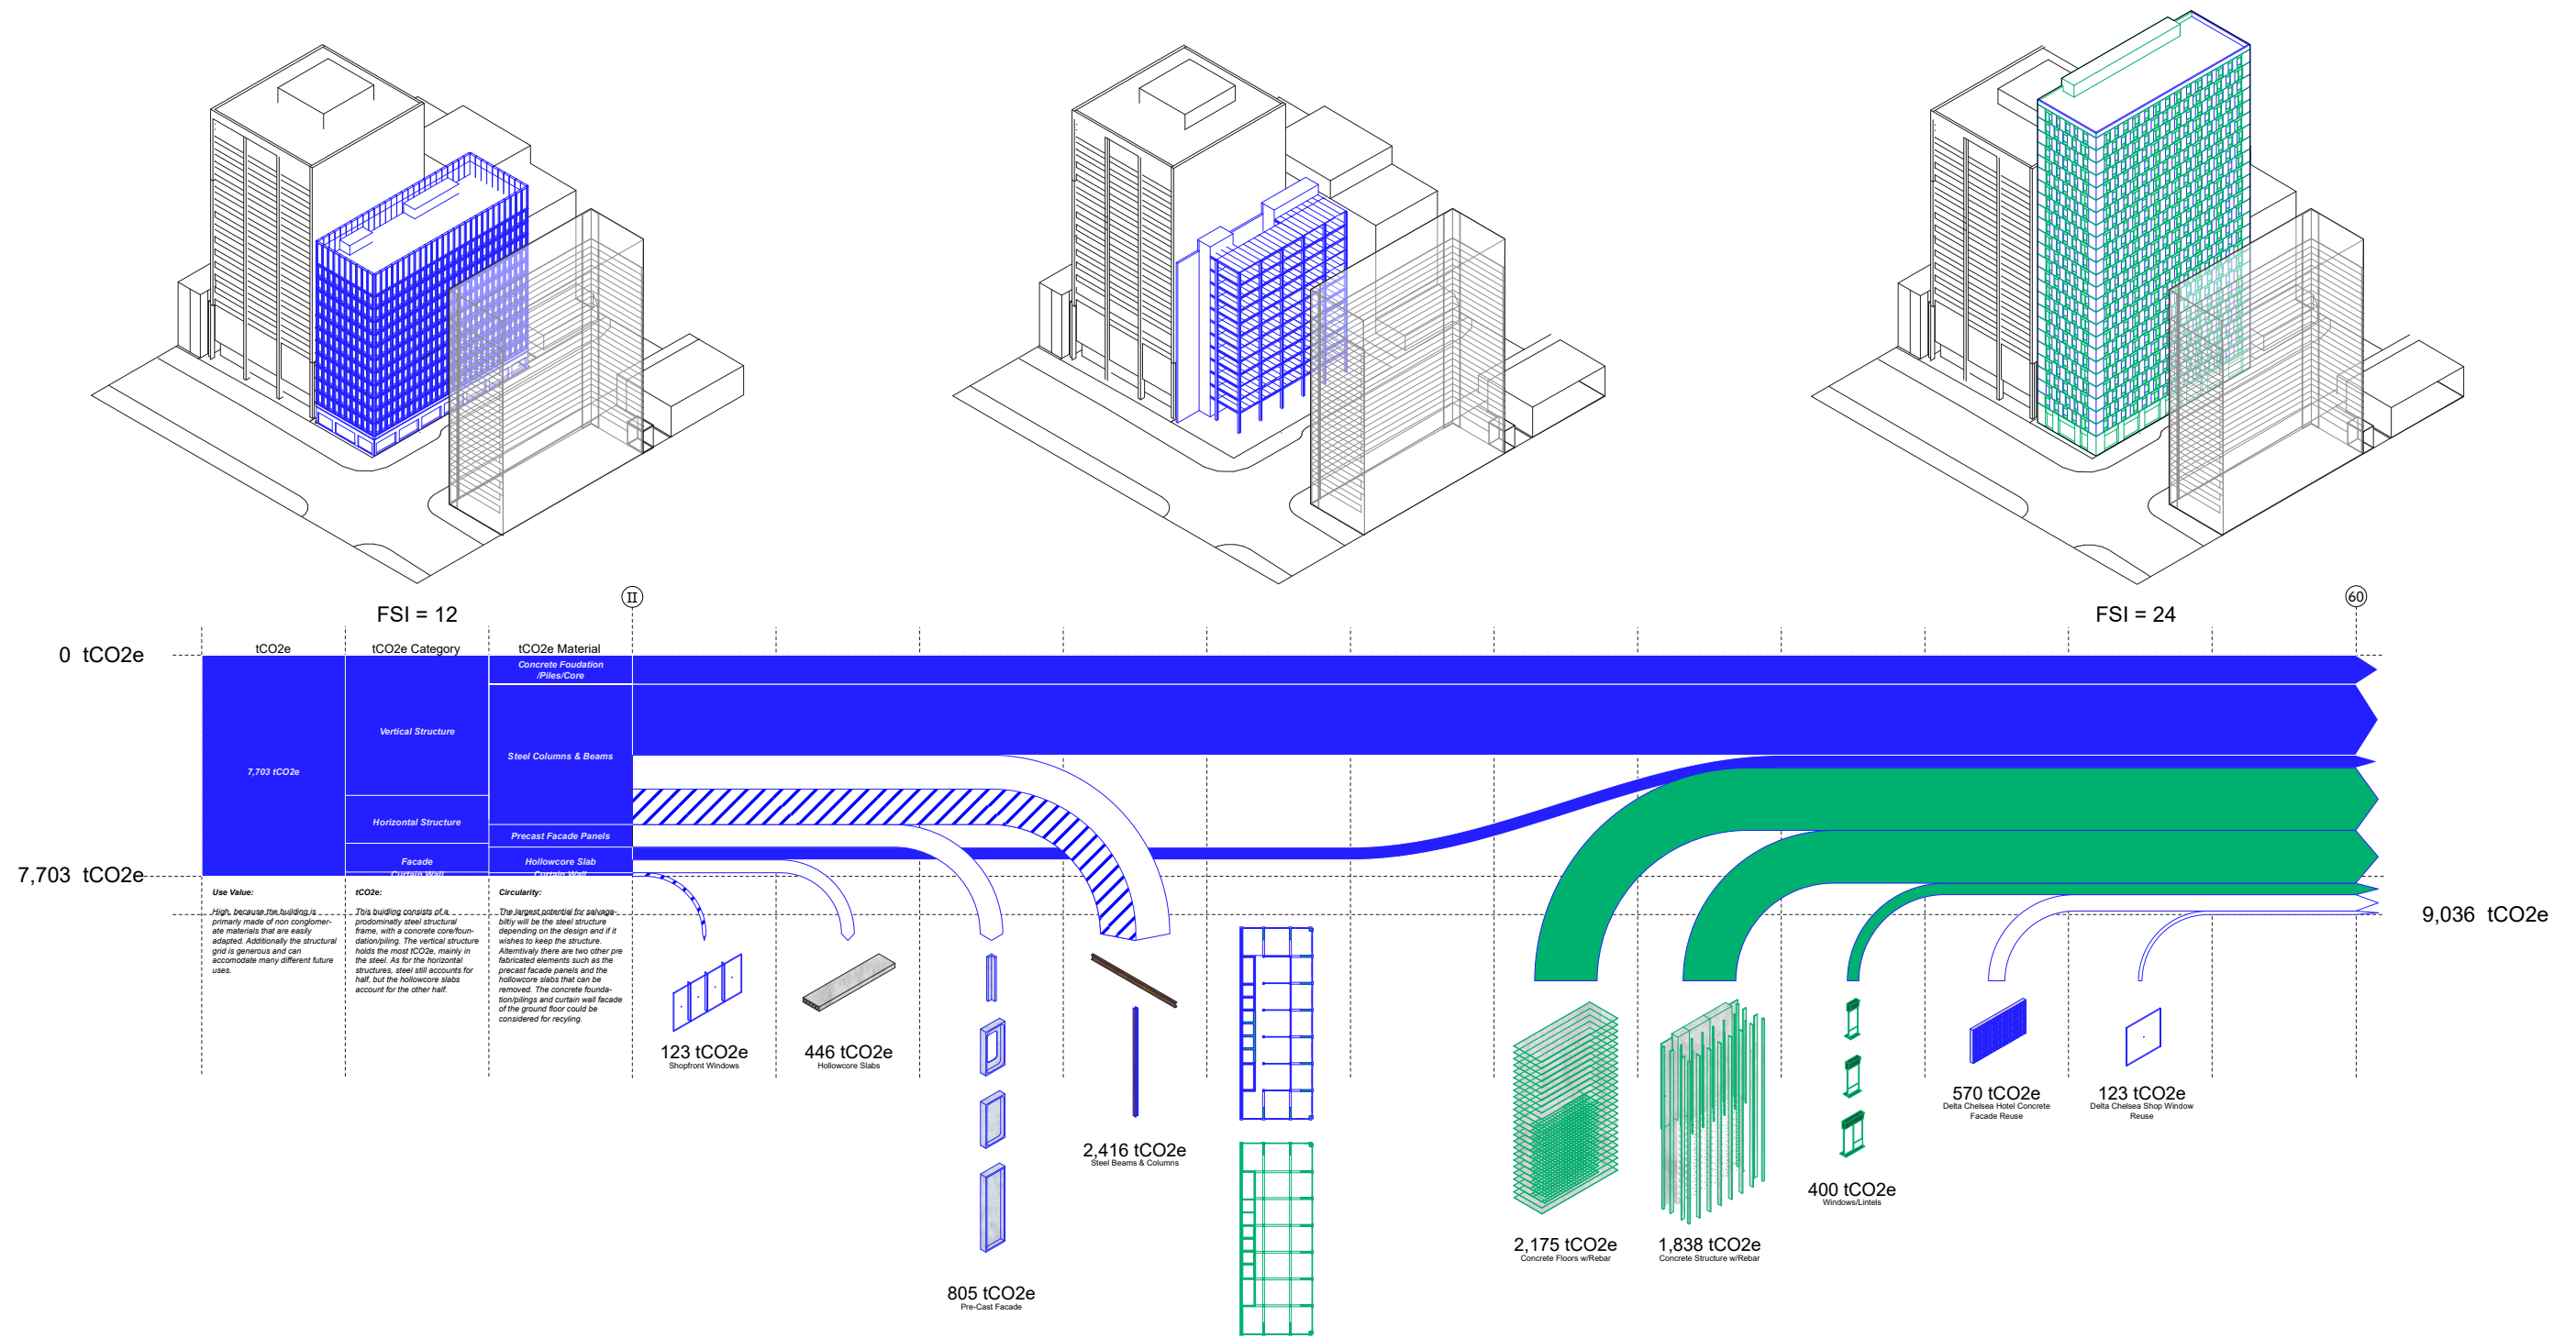 II
60
FSI = 12
FSI = 24
0 tCO2e
tCO2e
tCO2e Category
tCO2e Material
Concrete Foudation
/Piles/Core
Vertical Structure
Steel Columns & Beams
7,703 tCO2e
Horizontal Structure
Precast Facade Panels
Facade
Hollowcore Slab
Curtain Wall
Curtain Wall
7,703 tCO2e
9,036 tCO2e
Use Value:
High, because the building is
primarly made of non conglomer-
ate materials that are easily
adapted. Additionally the structural
grid is generous and can
accomodate many different future
uses.
tCO2e:
This buidling consists of a
prodominatly steel structural
frame, with a concrete core/foun-
dation/piling. The vertical structure
holds the most tCO2e, mainly in
the steel. As for the horizontal
structures, steel still accounts for
half, but the hollowcore slabs
account for the other half.
Circularity:
The largest potential for salvaga-
biltiy will be the steel structure
depending on the design and if it
wishes to keep the structure.
Alterntivaly there are two other pre
fabricated elements such as the
precast facade panels and the
hollowcore slabs that can be
removed. The concrete founda-
tion/pilings and curtain wall facade
of the ground floor could be
considered for recyling.
123 tCO2e
Shopfront Windows
446 tCO2e
Hollowcore Slabs
805 tCO2e
Pre-Cast Facade
2,416 tCO2e
Steel Beams & Columns
2,175 tCO2e
Concrete Floors w/Rebar
1,838 tCO2e
Concrete Structure w/Rebar
400 tCO2e
Windows/Lintels
570 tCO2e
Delta Chelsea Hotel Concrete
Facade Reuse
123 tCO2e
Delta Chelsea Shop Window
Reuse